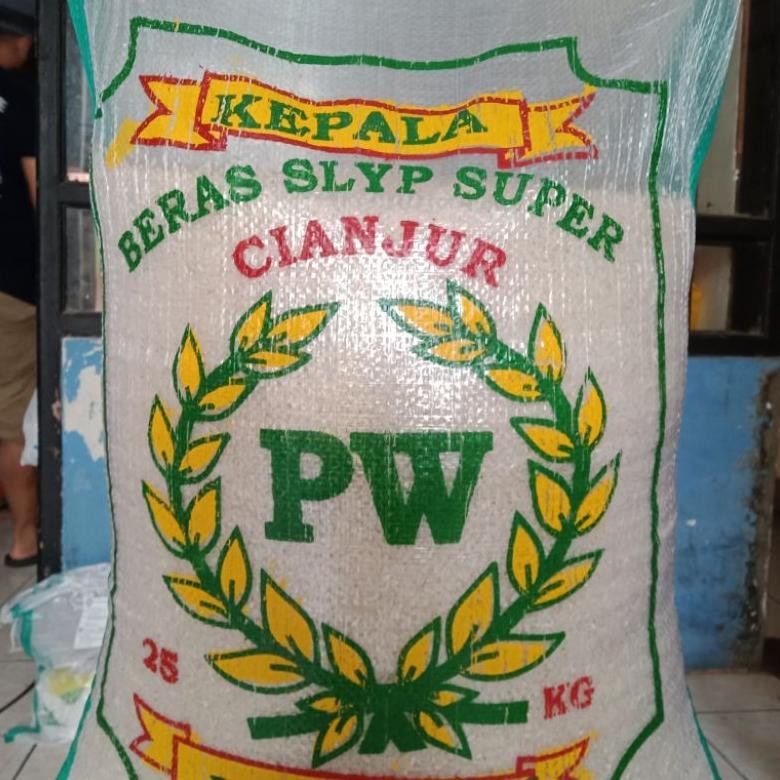 KEPALA
BERAS SLYP SUPER
CIANJUR
PW
25 KG